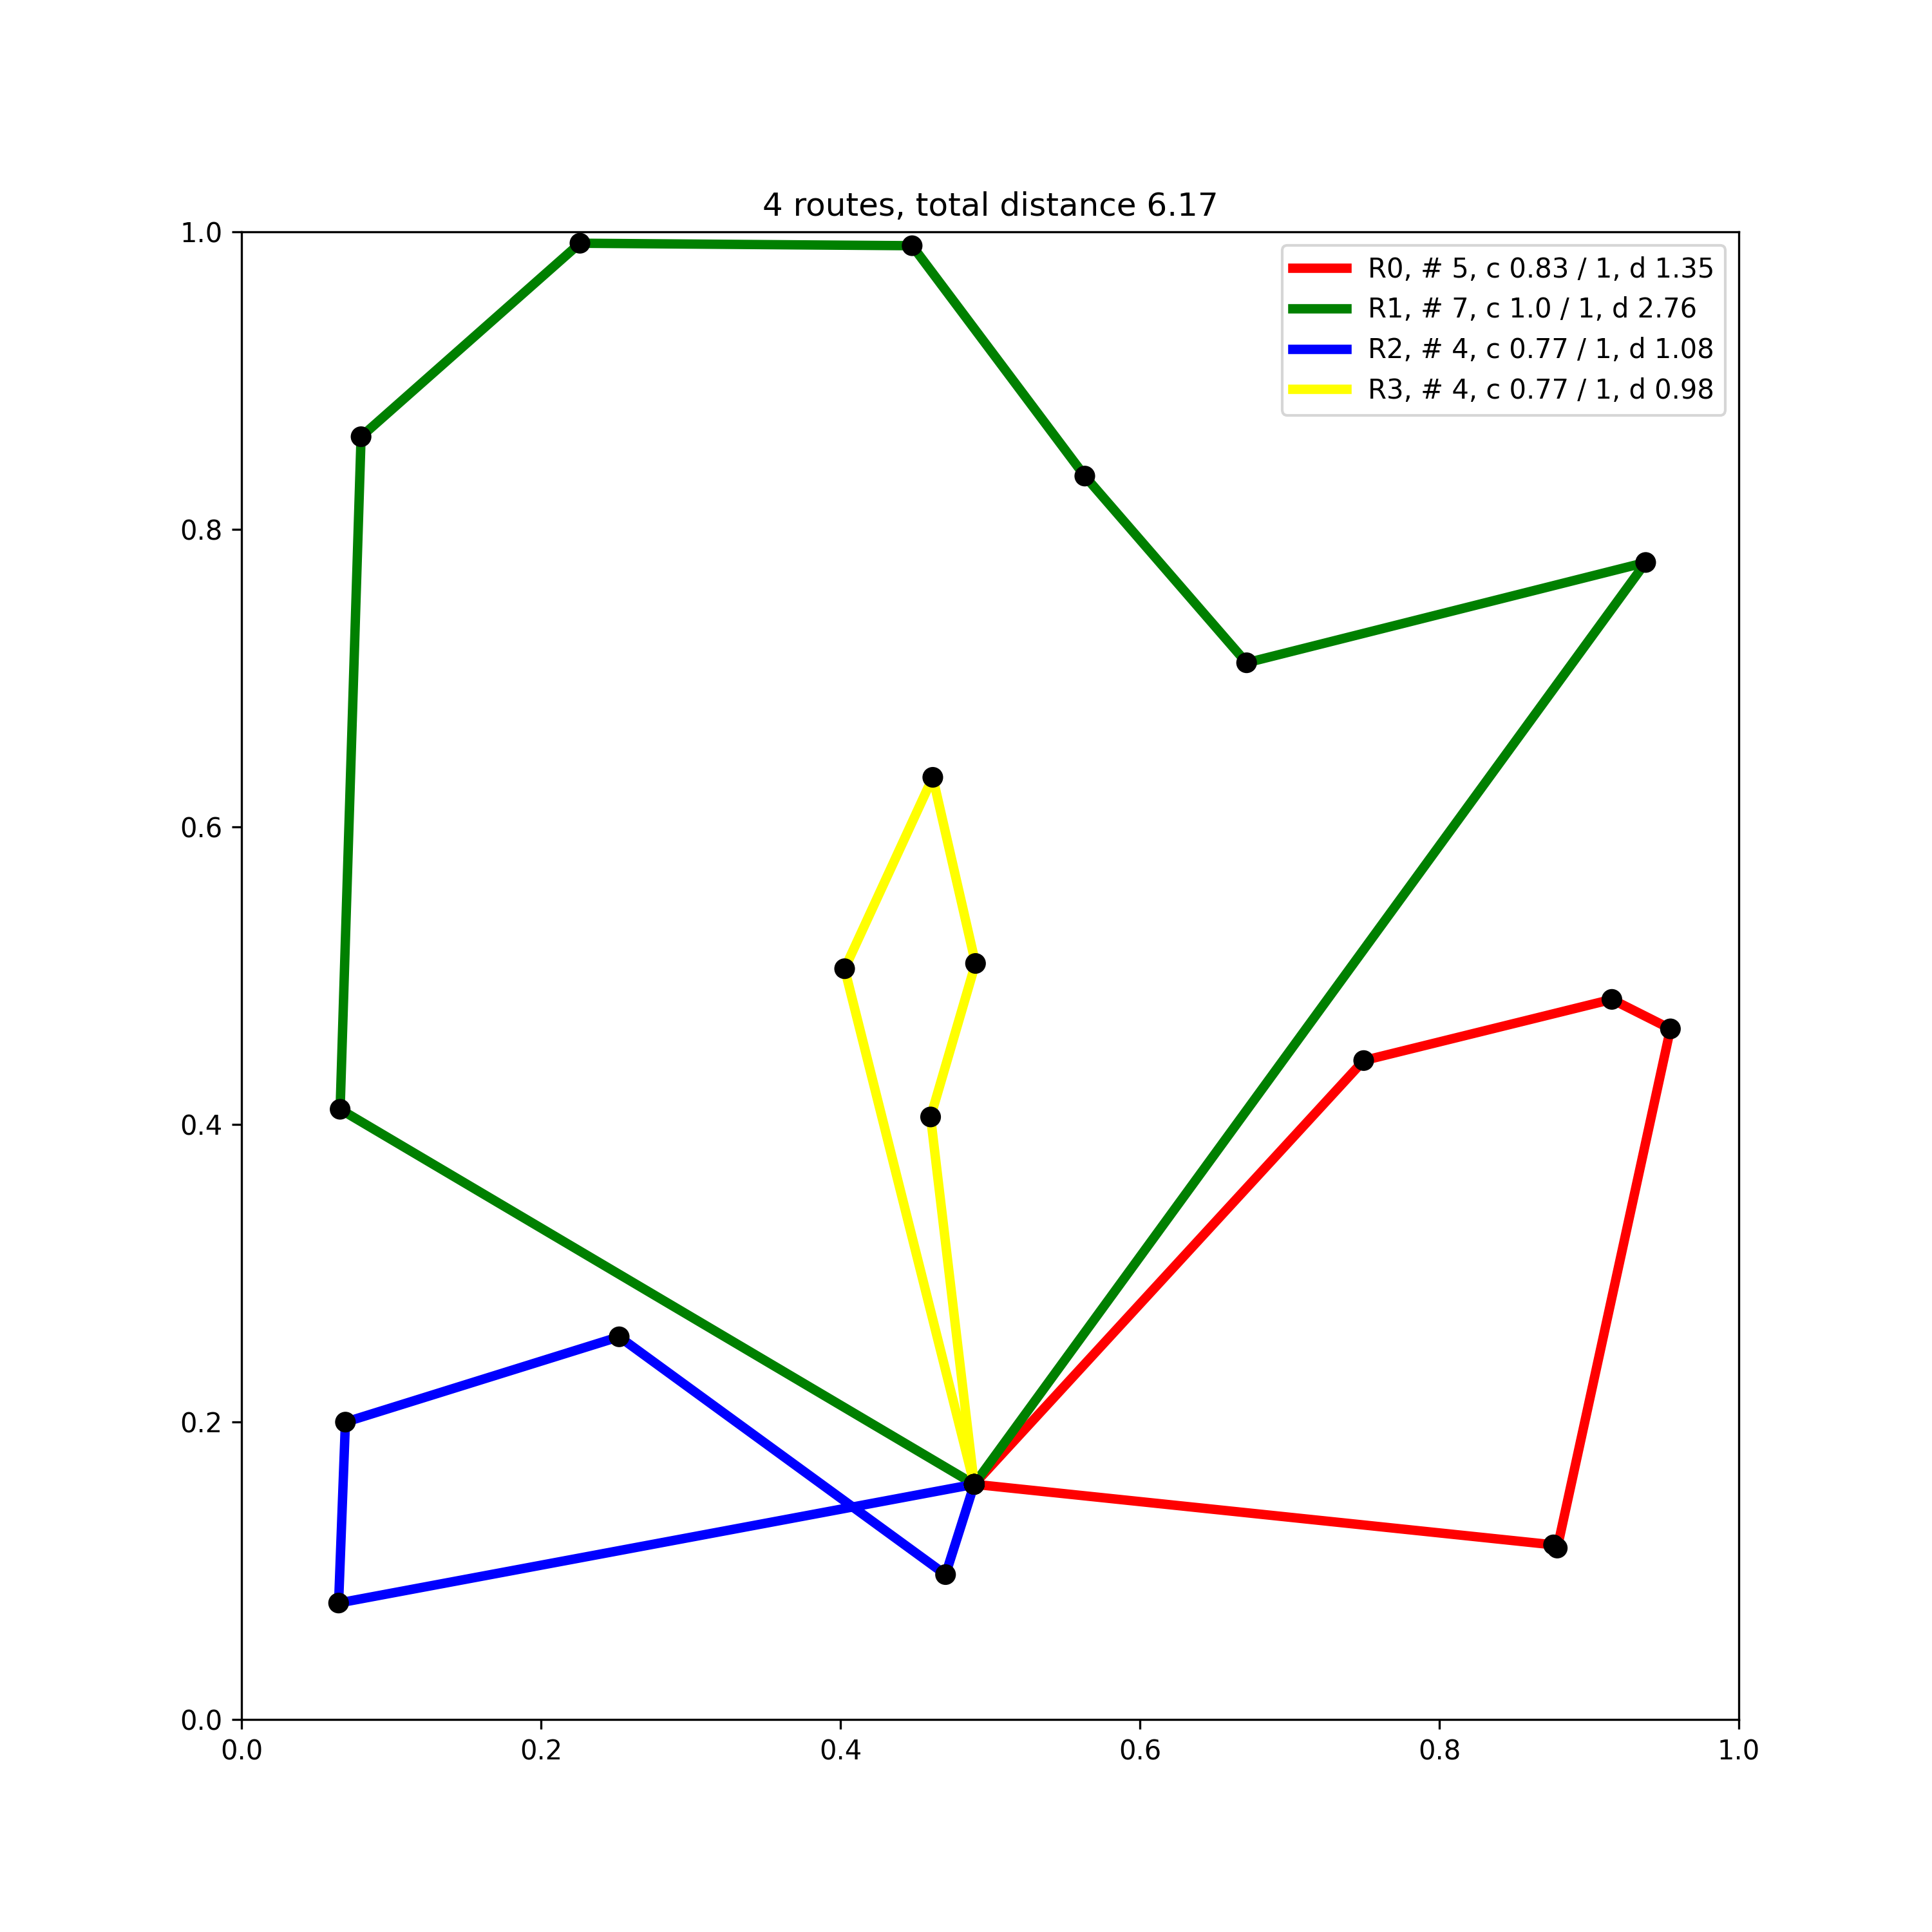 4 routes, total distance 6.17
1.0
0.8
0.6
0.4
0.2
0.0
R0, # 5, c 0.83 / 1, d 1.35
R1, # 7, c 1.0 / 1, d 2.76
R2, # 4, c 0.77 / 1, d 1.08
R3, # 4, c 0.77 / 1, d 0.98
0.0 0.2 0.4 0.6 0.8 1.0